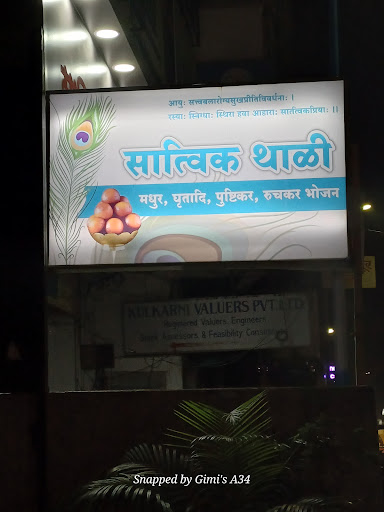 आयुः सत्त्वबलारोग्यसुखप्रीतिविवर्धनाः ।
रस्याः स्निग्धाः स्थिरा हृद्या आहाराः सात्त्विकप्रियाः ||
सात्विक थाळी
मधुर, घृतादि, पुष्टिकर, रुचकर भोजन
KULKARNI VALUERS PVT LTD
Registered Valuers, Engineers
& Feasibility
Snapped by Gimi's A34